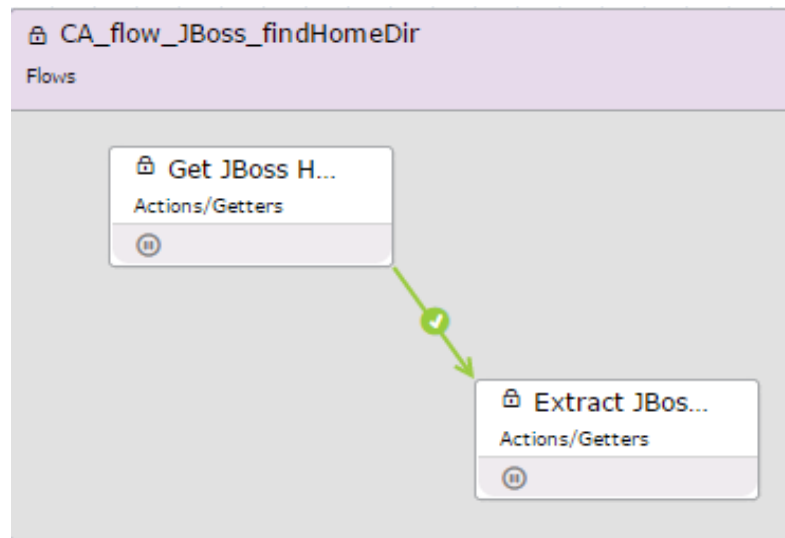 CA_flow_JBoss_findHomeDir
Flows
Get JBoss H...
Actions/Getters
Extract JBos...
Actions/Getters